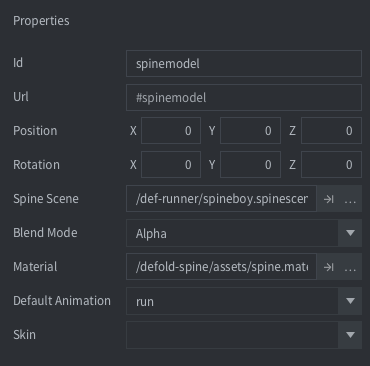 Properties
Id spinemodel
Url #spinemodel
Position X 0 Y 0 Z 0
Rotation X 0 Y 0 Z 0
Spine Scene /def-runner/spineboy.spinescer ...
Blend Mode Alpha
Material /defold-spine/assets/spine.mat ...
Default Animation run
Skin